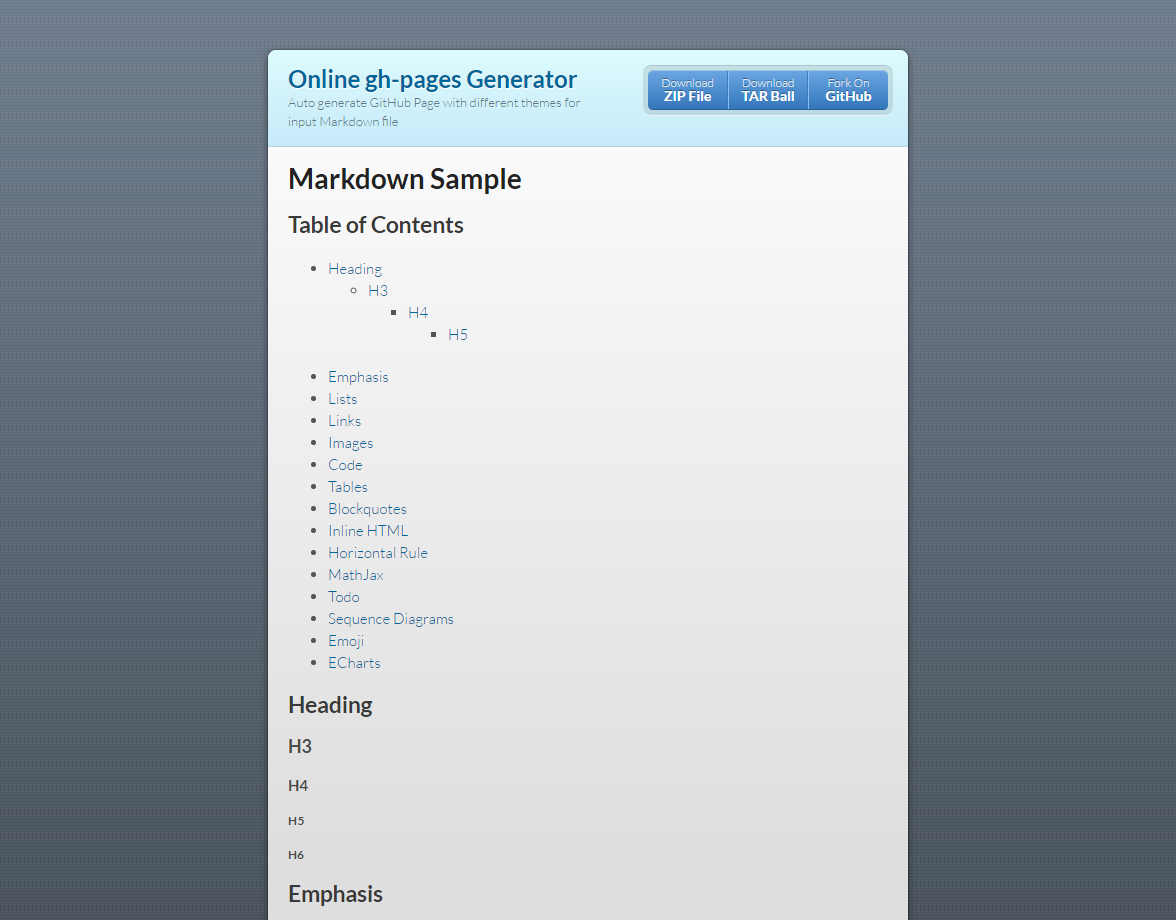 Online gh-pages Generator
Auto generate GitHub Page with different themes for
input Markdown file
Download
ZIP File
Download
TAR Ball
Fork On
GitHub
Markdown Sample
Table of Contents
Heading
H3
H4
H5
Emphasis
Lists
Links
Images
Code
Tables
Blockquotes
Inline HTML
Horizontal Rule
MathJax
Todo
Sequence Diagrams
Emoji
ECharts
Heading
H3
H4
H5
H6
Emphasis